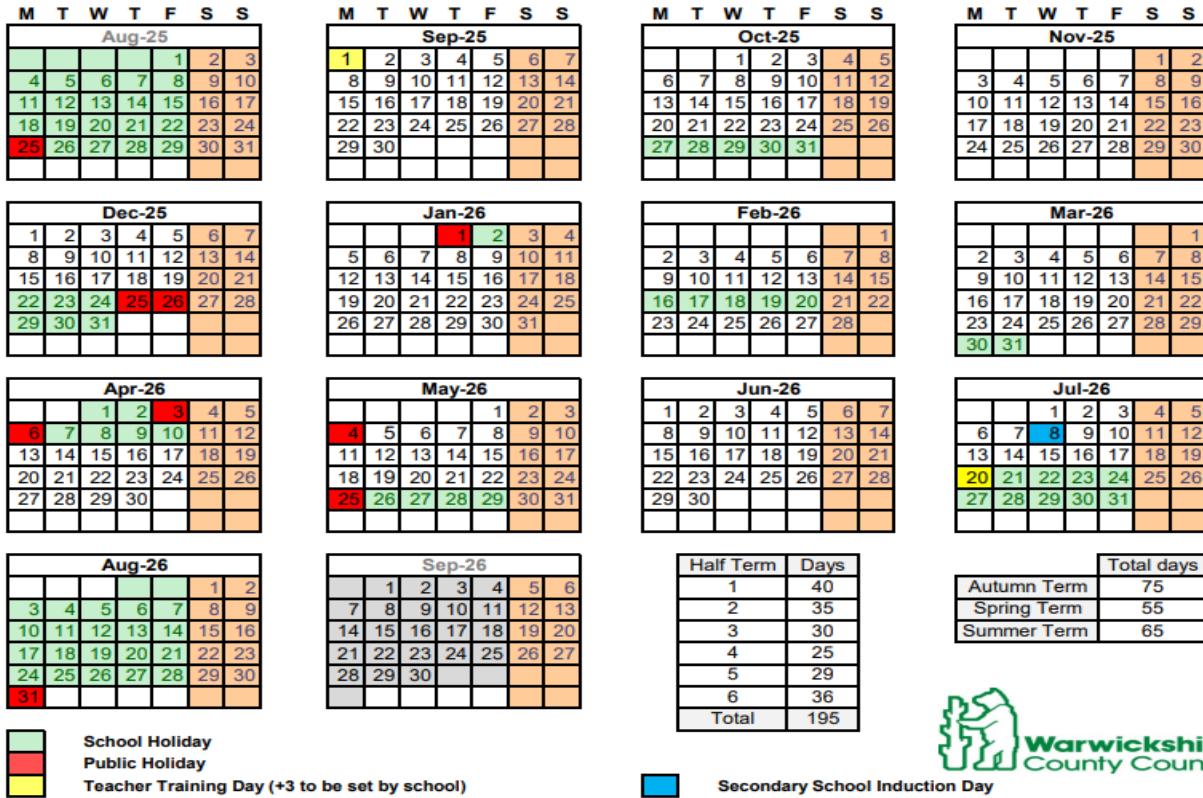 M T W T F S S
Aug-25
1 2 3
4 5 6 7 8 9 10
11 12 13 14 15 16 17
18 19 20 21 22 23 24
25 26 27 28 29 30 31
M T W T F S S
Sep-25
1 2 3 4 5 6 7
8 9 10 11 12 13 14
15 16 17 18 19 20 21
22 23 24 25 26 27 28
29 30
M T W T F S S
Oct-25
1 2 3 4 5
6 7 8 9 10 11 12
13 14 15 16 17 18 19
20 21 22 23 24 25 26
27 28 29 30 31
M T W T F S S
Nov-25
1 2
3 4 5 6 7 8 9
10 11 12 13 14 15 16
17 18 19 20 21 22 23
24 25 26 27 28 29 30
Dec-25
1 2 3 4 5 6 7
8 9 10 11 12 13 14
15 16 17 18 19 20 21
22 23 24 25 26 27 28
29 30 31
Jan-26
1 2 3 4
5 6 7 8 9 10 11
12 13 14 15 16 17 18
19 20 21 22 23 24 25
26 27 28 29 30 31
Feb-26
1
2 3 4 5 6 7 8
9 10 11 12 13 14 15
16 17 18 19 20 21 22
23 24 25 26 27 28
Mar-26
1
2 3 4 5 6 7 8
9 10 11 12 13 14 15
16 17 18 19 20 21 22
23 24 25 26 27 28 29
30 31
Apr-26
1 2 3 4 5
6 7 8 9 10 11 12
13 14 15 16 17 18 19
20 21 22 23 24 25 26
27 28 29 30
May-26
1 2 3
4 5 6 7 8 9 10
11 12 13 14 15 16 17
18 19 20 21 22 23 24
25 26 27 28 29 30 31
Jun-26
1 2 3 4 5 6 7
8 9 10 11 12 13 14
15 16 17 18 19 20 21
22 23 24 25 26 27 28
29 30
Jul-26
1 2 3 4 5
6 7 8 9 10 11 12
13 14 15 16 17 18 19
20 21 22 23 24 25 26
27 28 29 30 31
Aug-26
1 2
3 4 5 6 7 8 9
10 11 12 13 14 15 16
17 18 19 20 21 22 23
24 25 26 27 28 29 30
31
Sep-26
1 2 3 4 5 6
7 8 9 10 11 12 13
14 15 16 17 18 19 20
21 22 23 24 25 26 27
28 29 30
Half Term Days
1 40
2 35
3 30
4 25
5 29
6 36
Total 195
Total days
Autumn Term 75
Spring Term 55
Summer Term 65
Warwickshi
County Coun
School Holiday
Public Holiday
Teacher Training Day (+3 to be set by school)
Secondary School Induction Day